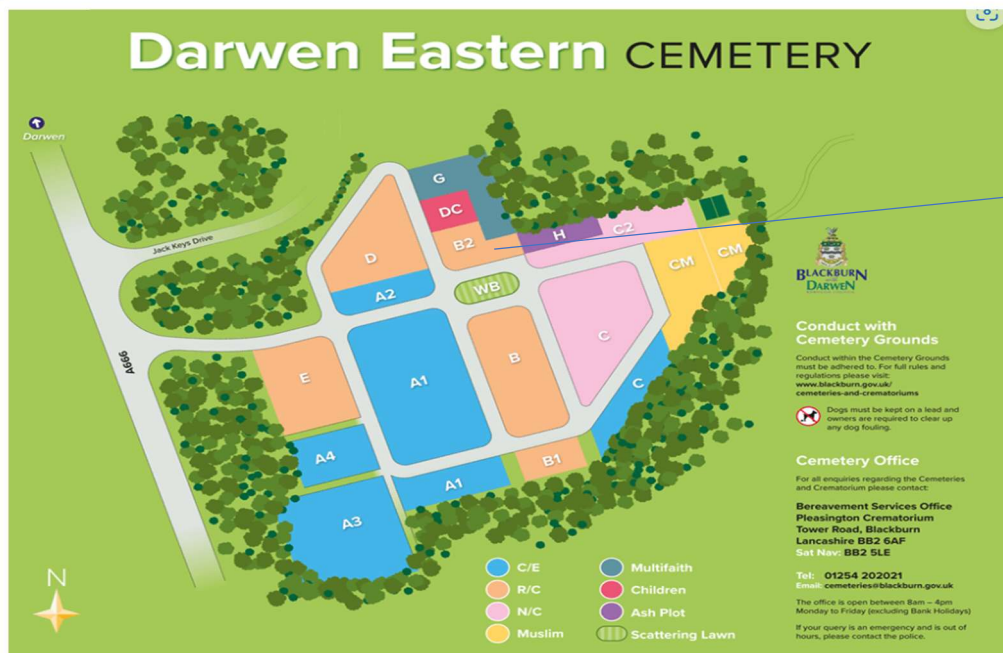 Darwen Eastern CEMETERY
Darwen
Jack Keys Drive
A666
G
DC
B2
H
C2
CM
CM
D
A2
WB
E
A1
B
C
C
A4
A1
B1
A3
N
C/E
R/C
N/C
Muslim
Multifaith
Children
Ash Plot
Scattering Lawn
BLACKBURN
DARWEN
Conduct with
Cemetery Grounds
Conduct within the Cemetery Grounds
must be adhered to. For full rules and
regulations please visit:
www.blackburn.gov.uk/
cemeteries-and-crematoriums
Dogs must be kept on a lead and
owners are required to clear up
any dog fouling.
Cemetery Office
For all enquiries regarding the Cemeteries
and Crematorium please contact:
Bereavement Services Office
Pleasington Crematorium
Tower Road, Blackburn
Lancashire BB2 6AF
Sat Nav: BB2 5LE
Tel: 01254 202021
Email: cemeteries@blackburn.gov.uk
The office is open between 8am – 4pm
Monday to Friday (excluding Bank Holidays)
If your query is an emergency and is out of
hours, please contact the police.